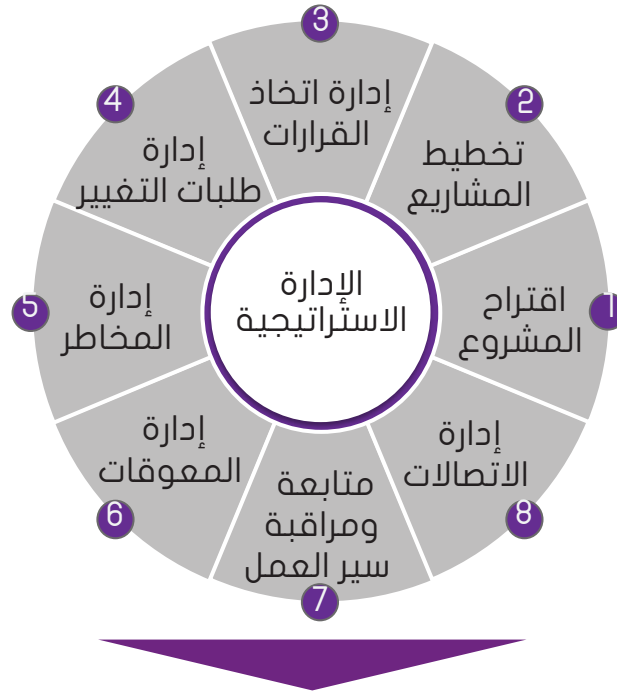 الإدارة
الاستراتيجية
1
اقتراح
المشروع
2
تخطيط
المشاريع
3
إدارة اتخاذ
القرارات
4
إدارة
طلبات التغيير
5
إدارة
المخاطر
6
إدارة
المعوقات
7
متابعة
ومراقبة
سير العمل
8
إدارة
الاتصالات